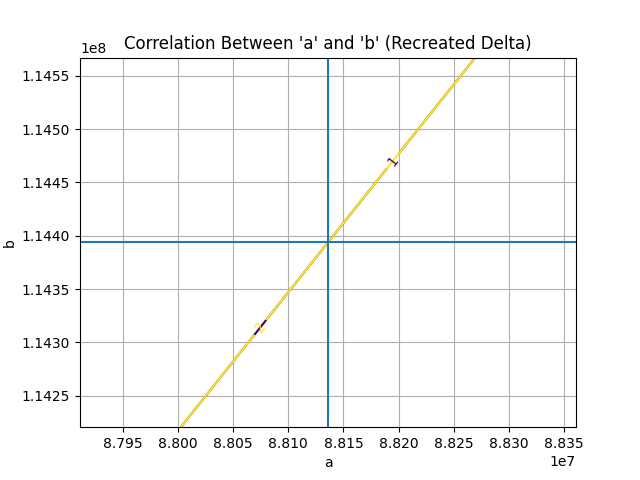 Correlation Between 'a' and 'b' (Recreated Delta)
1e8
1.1455
1.1450
1.1445
1.1440
1.1435
1.1430
1.1425
b
1
8.795 8.800 8.805 8.810 8.815 8.820 8.825 8.830 8.835
a
1e7